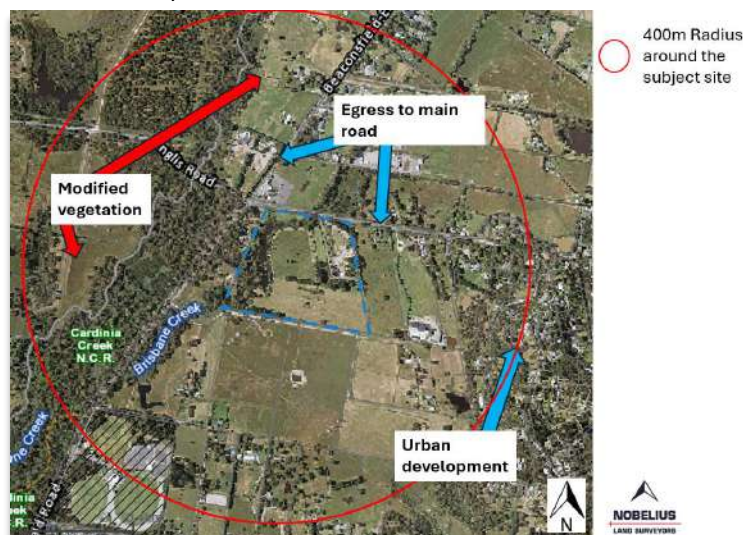 Beaconsfield-E
400m Radius
around the
subject site
Egress to main
road
nglis Road
Modified
vegetation
Cardinia
Creek
N.C.R.
Brisbane Creek
Urban
development
ne Creek
N
NOBELIUS
LAND SURVEYORS